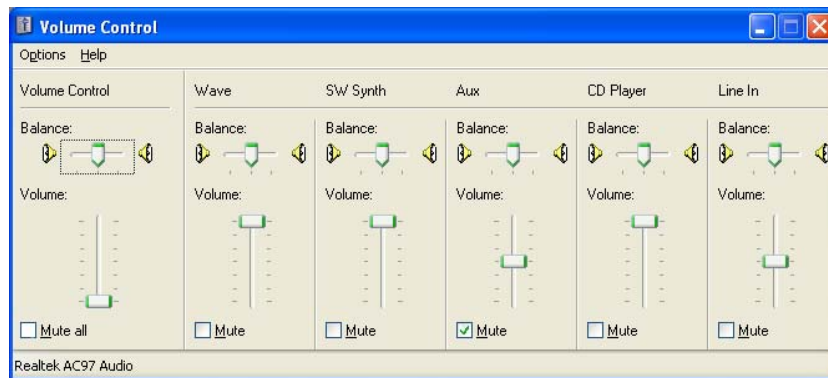 Volume Control
Options Help
Volume Control Wave SW Synth Aux CD Player Line In
Balance: Balance: Balance: Balance: Balance: Balance:
Volume: Volume: Volume: Volume: Volume: Volume:
Mute all Mute Mute Mute Mute Mute
Realtek AC97 Audio